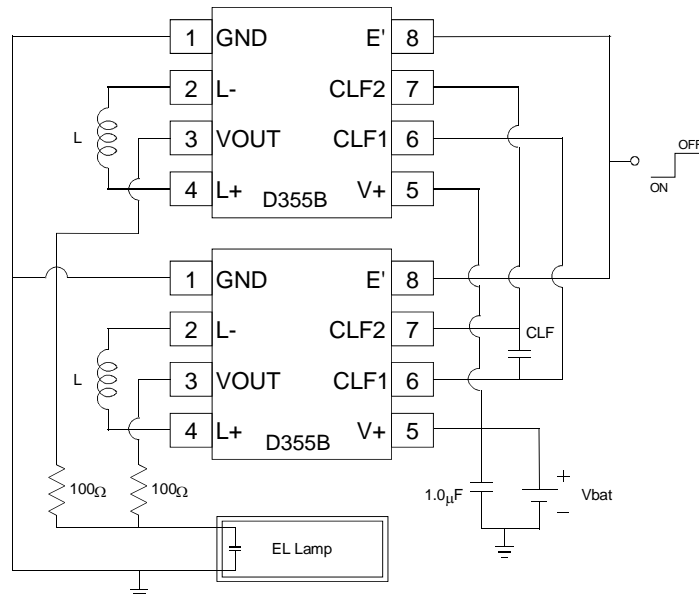 1 GND E' 8
2 L- CLF2 7
L
3 VOUT CLF1 6
OFF
ON
4 L+ V+ 5
D355B
1 GND E' 8
2 L- CLF2 7
CLF
L
3 VOUT CLF1 6
4 L+ V+ 5
D355B
100Ω 100Ω 1.0μF + Vbat
−
EL Lamp